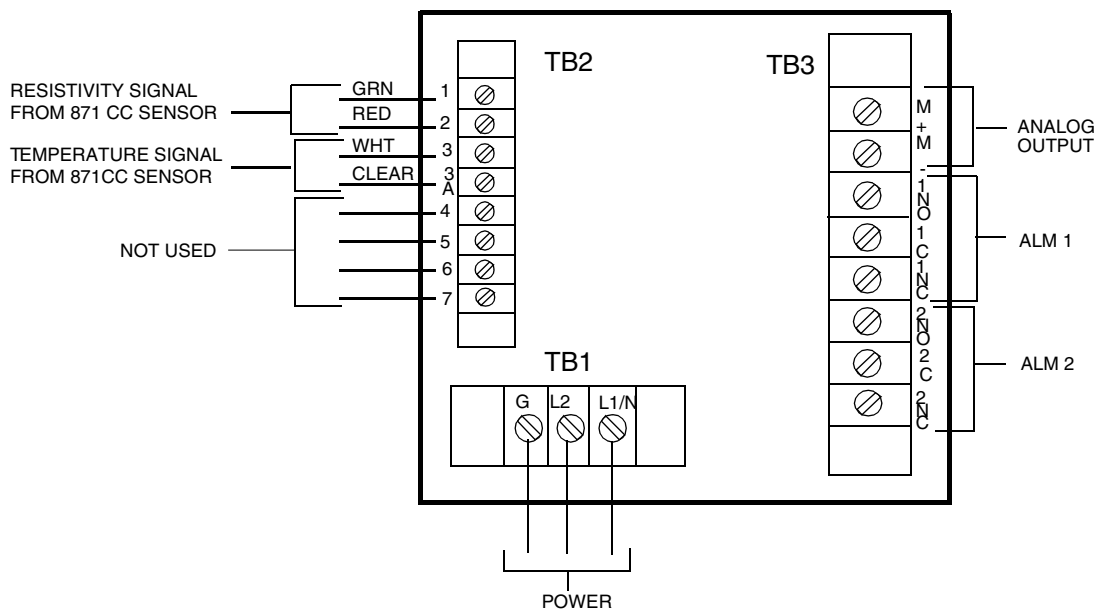 TB2
TB3
RESISTIVITY SIGNAL
FROM 871 CC SENSOR
GRN
1
RED
2
TEMPERATURE SIGNAL
FROM 871CC SENSOR
WHT
3
CLEAR
3
A
NOT USED
4
5
6
7
M
+
M
-
ANALOG
OUTPUT
1
N
O
1
C
1
N
C
ALM 1
2
N
O
2
C
2
N
C
ALM 2
TB1
G
L2
L1/N
POWER